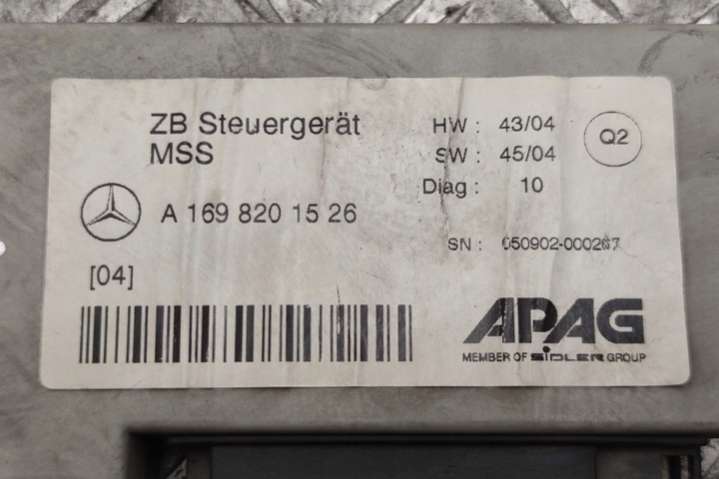 ZB Steuergerät
MSS
HW : 43/04
SW : 45/04
Diag : 10
Q2
A 169 820 15 26
SN : 050902-000267
[04]
APAG
MEMBER OF SIDLER GROUP